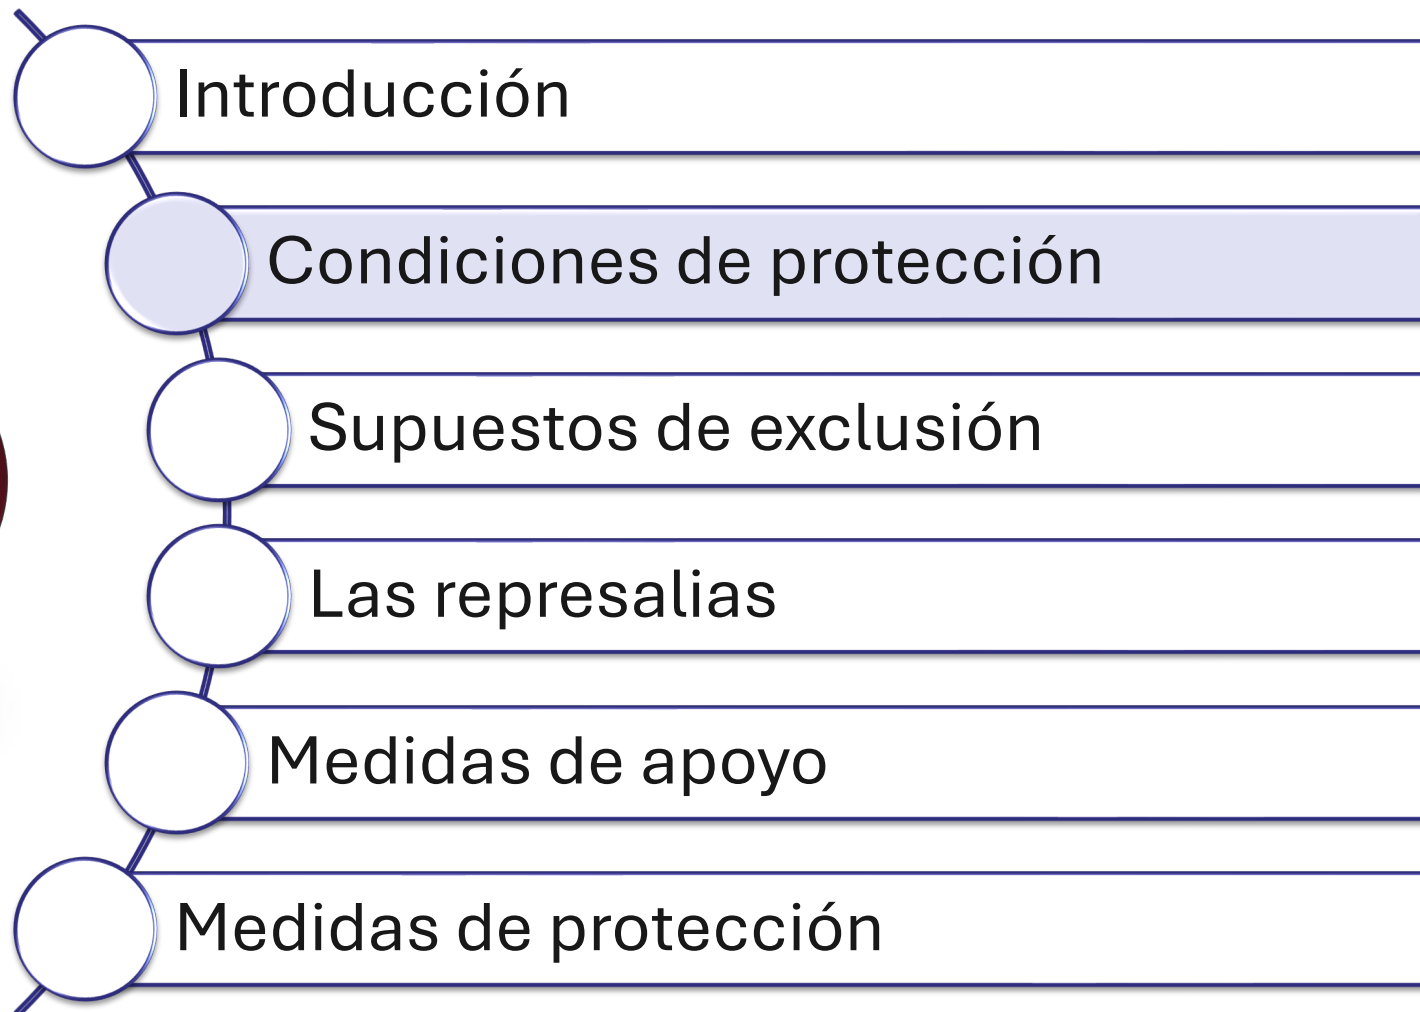 Introducción
Condiciones de protección
Supuestos de exclusión
Las represalias
Medidas de apoyo
Medidas de protección